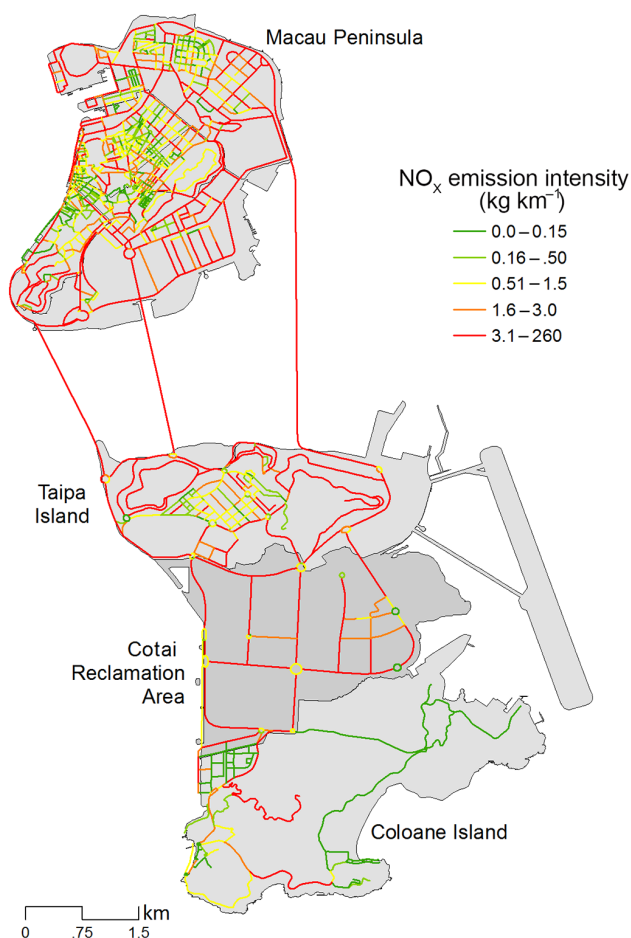 Macau Peninsula
NOx emission intensity
(kg km⁻¹)
0.0 – 0.15
0.16 – .50
0.51 – 1.5
1.6 – 3.0
3.1 – 260
Taipa
Island
Cotai
Reclamation
Area
Coloane Island
km
0 .75 1.5